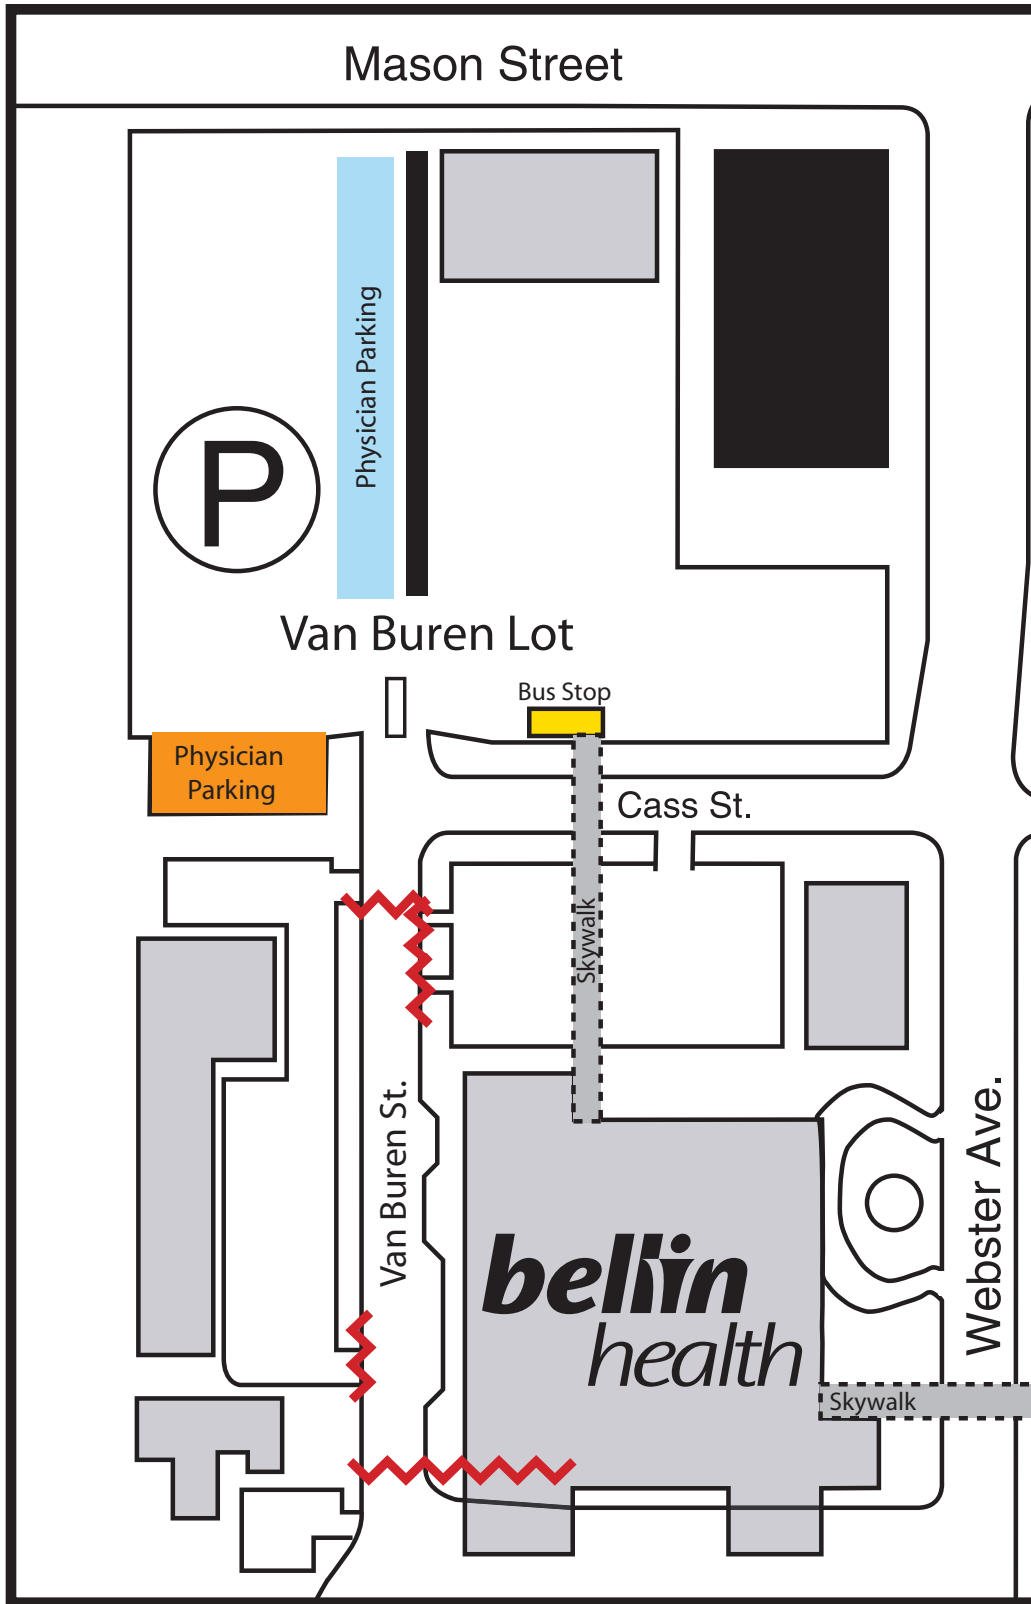 Mason Street
Physician Parking
P
Van Buren Lot
Bus Stop
Physician
Parking
Cass St.
Skywalk
Van Buren St.
Webster Ave.
bellin
health
Skywalk